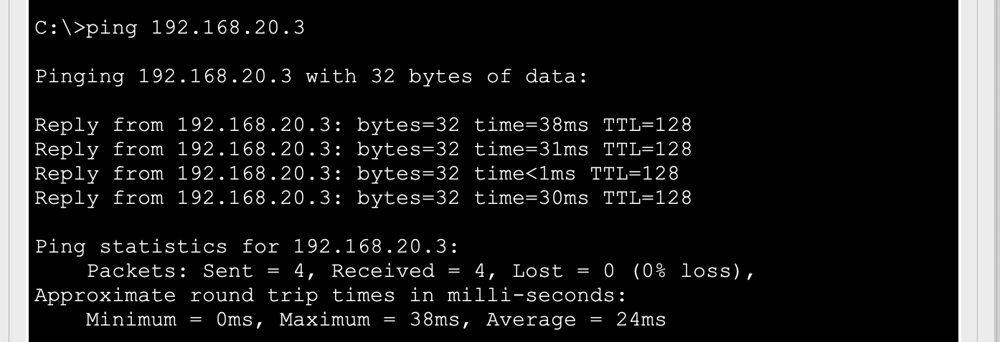 C:\>ping 192.168.20.3
Pinging 192.168.20.3 with 32 bytes of data:
Reply from 192.168.20.3: bytes=32 time=38ms TTL=128
Reply from 192.168.20.3: bytes=32 time=31ms TTL=128
Reply from 192.168.20.3: bytes=32 time<1ms TTL=128
Reply from 192.168.20.3: bytes=32 time=30ms TTL=128
Ping statistics for 192.168.20.3:
    Packets: Sent = 4, Received = 4, Lost = 0 (0% loss),
Approximate round trip times in milli-seconds:
    Minimum = 0ms, Maximum = 38ms, Average = 24ms